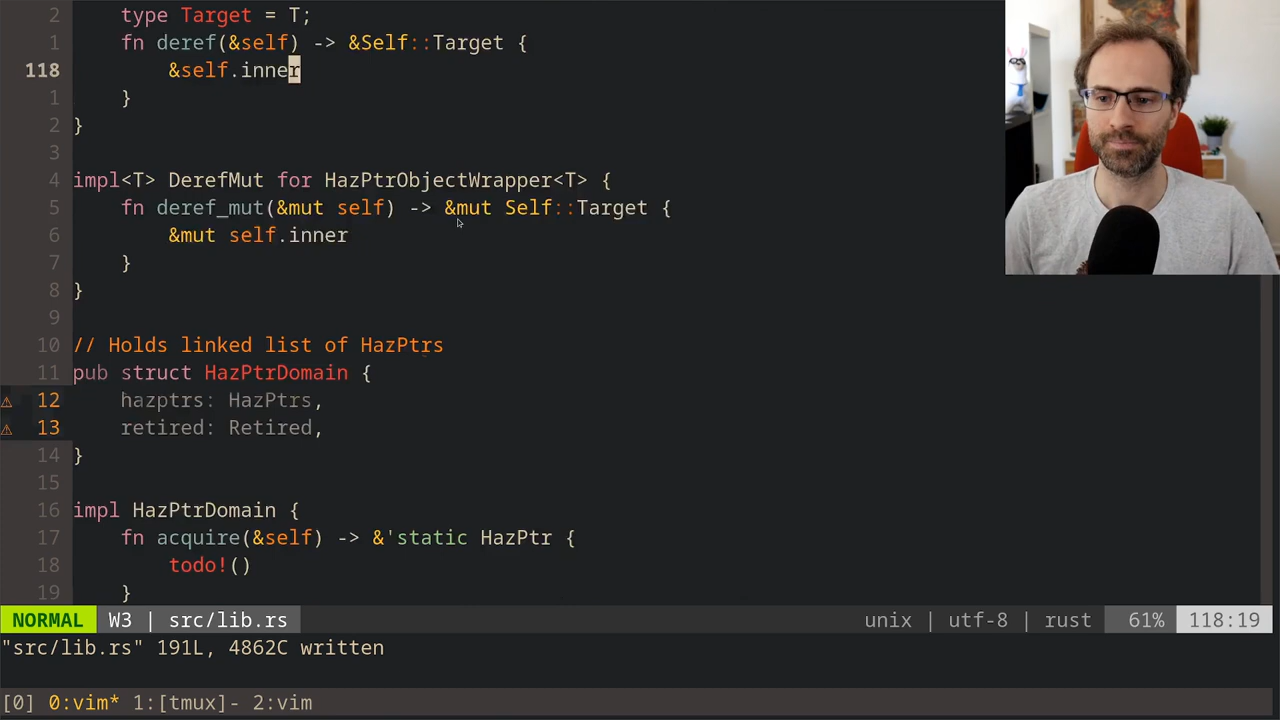 2 type Target = T;
1 fn deref(&self) -> &Self::Target {
118 &self.inner
1 }
2 }
3
4 impl<T> DerefMut for HazPtrObjectWrapper<T> {
5 fn deref_mut(&mut self) -> &mut Self::Target {
6 &mut self.inner
7 }
8 }
9
10 // Holds linked list of HazPtrs
11 pub struct HazPtrDomain {
⚠ 12 hazptrs: HazPtrs,
⚠ 13 retired: Retired,
14 }
15
16 impl HazPtrDomain {
17 fn acquire(&self) -> &'static HazPtr {
18 todo!()
19 }
NORMAL W3 | src/lib.rs unix | utf-8 | rust 61% 118:19
"src/lib.rs" 191L, 4862C written
[0] 0:vim* 1:[tmux]- 2:vim